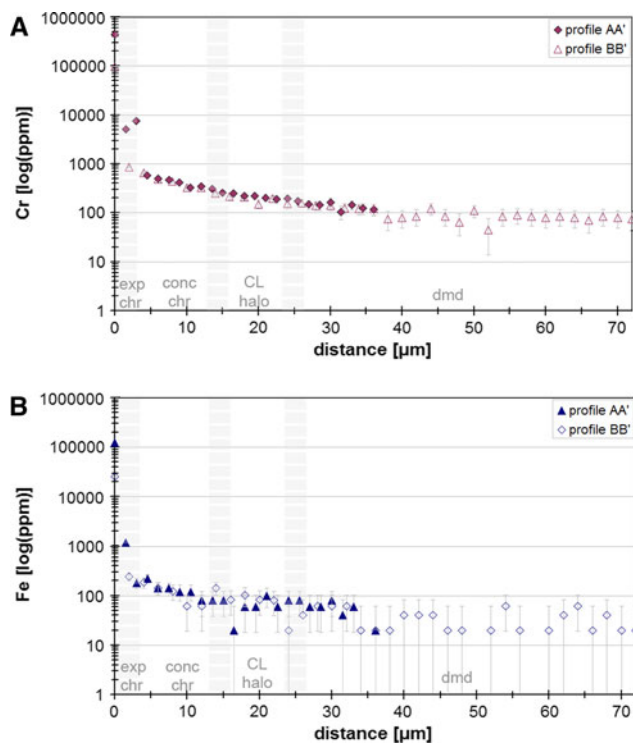 A
Cr [log(ppm)]
1000000
100000
10000
1000
100
10
1
profile AA'
profile BB'
exp chr
conc chr
CL halo
dmd
0 10 20 30 40 50 60 70
distance [µm]
B
Fe [log(ppm)]
1000000
100000
10000
1000
100
10
1
profile AA'
profile BB'
exp chr
conc chr
CL halo
dmd
0 10 20 30 40 50 60 70
distance [µm]